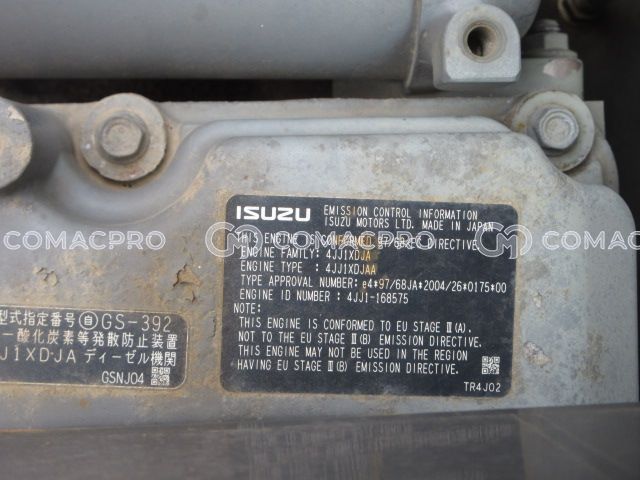 ISUZU EMISSION CONTROL INFORMATION
ISUZU MOTORS LTD. MADE IN JAPAN
THIS ENGINE IS CONFORMED 97/68/EC DIRECTIVE.
ENGINE FAMILY: 4JJ1XDJA
ENGINE TYPE : 4JJ1XDJAA
TYPE APPROVAL NUMBER: e4*97/68JA*2004/26*0175*00
ENGINE ID NUMBER : 4JJ1-168575
NOTE:
THIS ENGINE IS CONFORMED TO EU STAGE Ⅲ(A).
NOT TO THE EU STAGE Ⅲ(B) EMISSION DIRECTIVE.
THIS ENGINE MAY NOT BE USED IN THE REGION
HAVING EU STAGE Ⅲ(B) EMISSION DIRECTIVE.
TR4J02
型式指定番号 自 GS-392
一酸化炭素等発散防止装置
J1XDJA ディーゼル機関
GSNJ04
COMACPRO
COMACPRO
COMACPRO